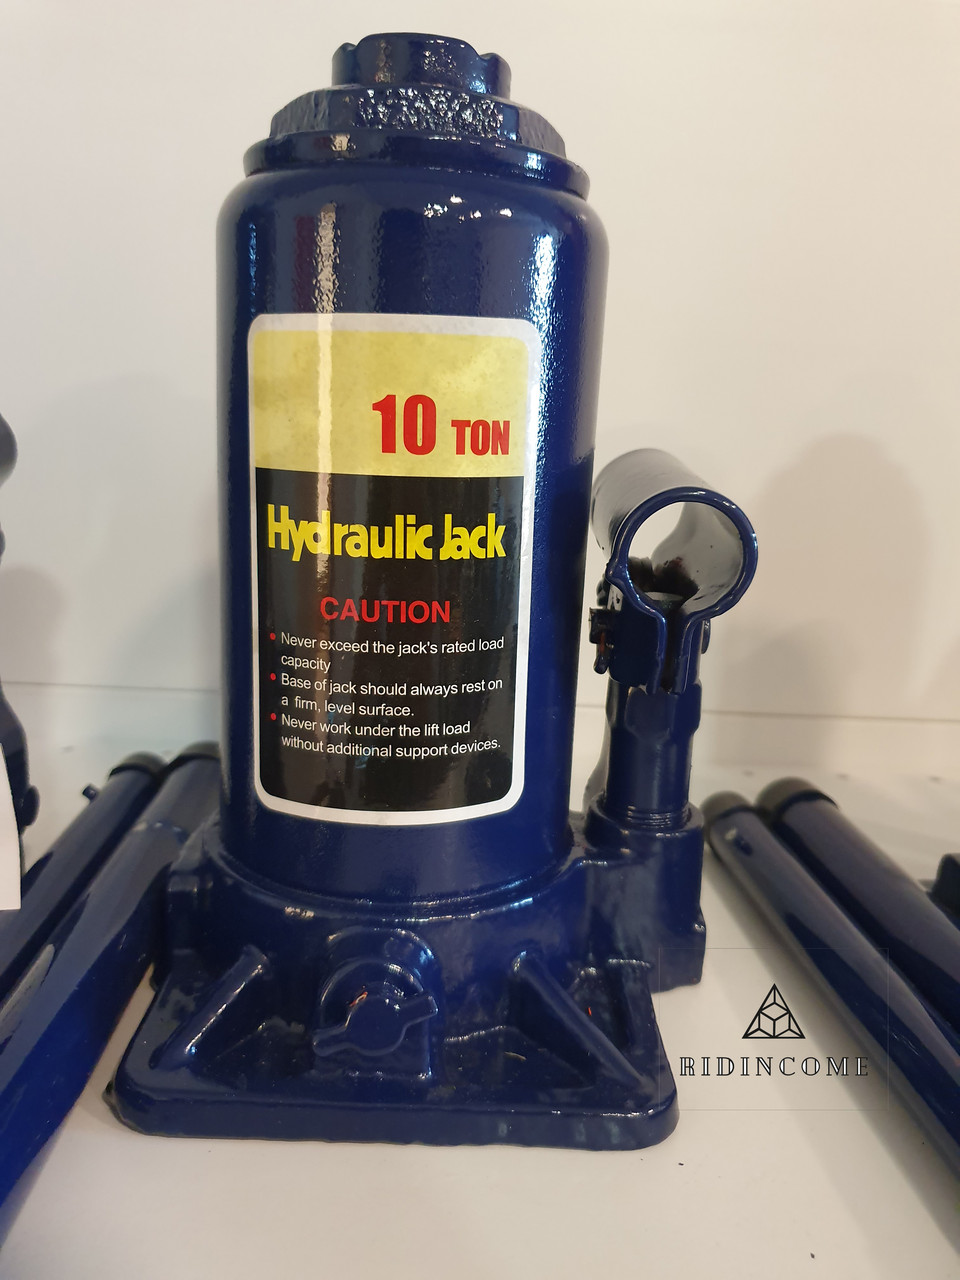 10 TON
Hydraulic Jack
CAUTION
• Never exceed the jack's rated load
capacity
• Base of jack should always rest on
a firm, level surface.
• Never work under the lift load
without additional support devices.
RIDINCOME